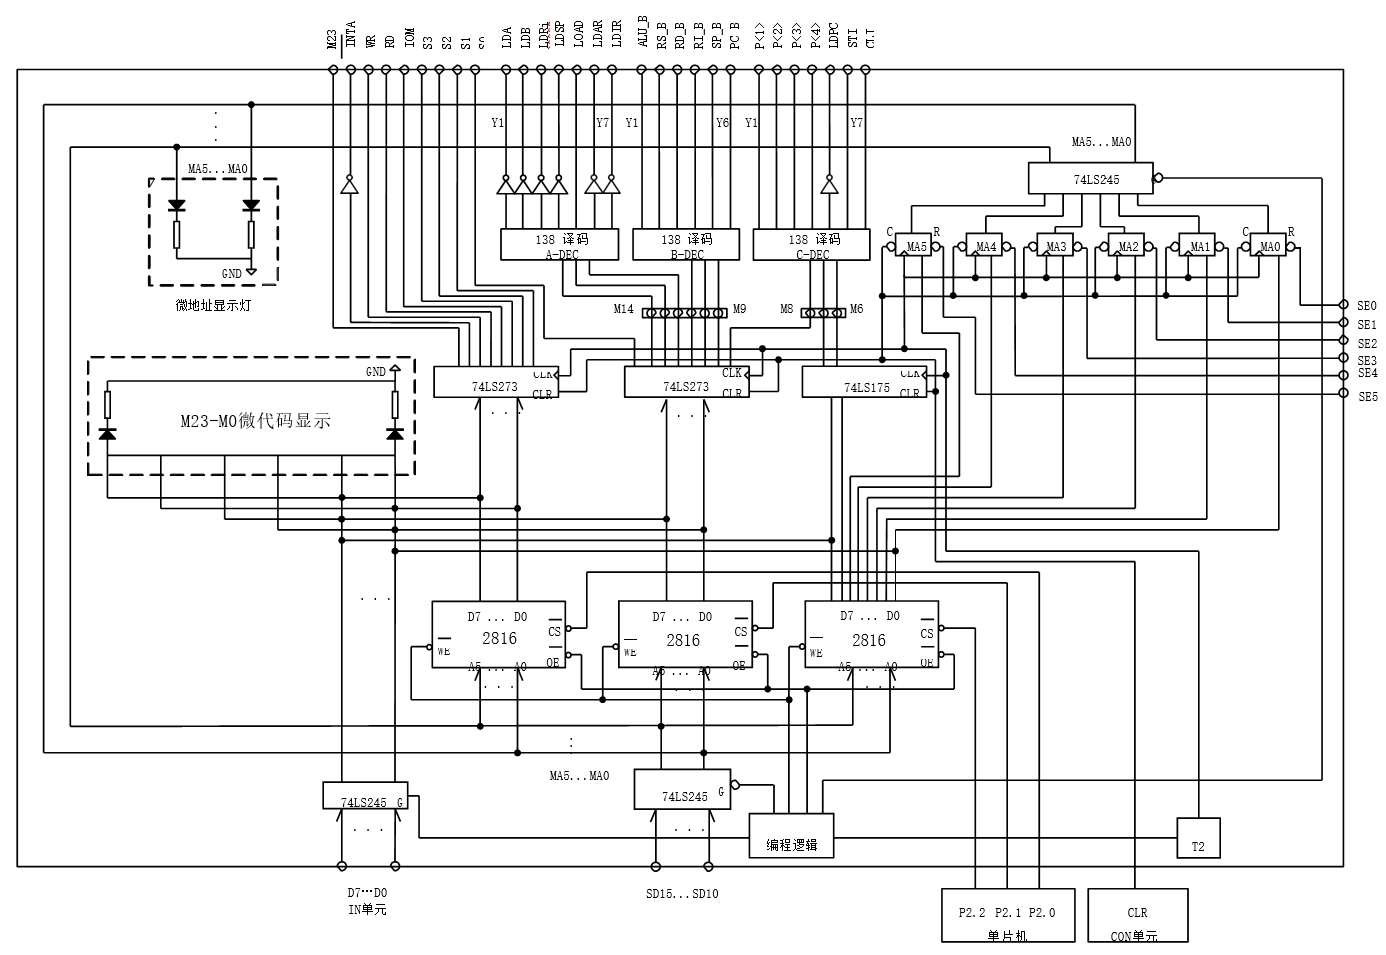 M23 INTA WR RD IOM S3 S2 S1 S0 LDA LDB LDRi LDSP LOAD LDAR LDIR ALU_B RS_B RD_B RI_B SP_B PC_B P<1> P<2> P<3> P<4> LDPC STI CLI
Y1 Y7 Y1 Y6 Y1 Y7
MA5...MA0
MA5...MA0
74LS245
C R C R
138 译码 138 译码 138 译码
A-DEC B-DEC C-DEC
MA5 MA4 MA3 MA2 MA1 MA0
GND
微地址显示灯
M14 M9 M8 M6
SE0
SE1
SE2
SE3
SE4
SE5
GND
CLK CLK CLK
74LS273 74LS273 74LS175
CLR CLR CLR
. . . . . .
M23-M0微代码显示
. . .
D7 ... D0 D7 ... D0 D7 ... D0
CS CS CS
2816 2816 2816
WE WE WE
OE OE OE
A5 ... A0 A5 ... A0 A5 ... A0
MA5...MA0
74LS245 G 74LS245 G
. . . . . .
编程逻辑
T2
D7…D0
IN单元
SD15...SD10
P2.2 P2.1 P2.0
单片机
CLR
CON单元